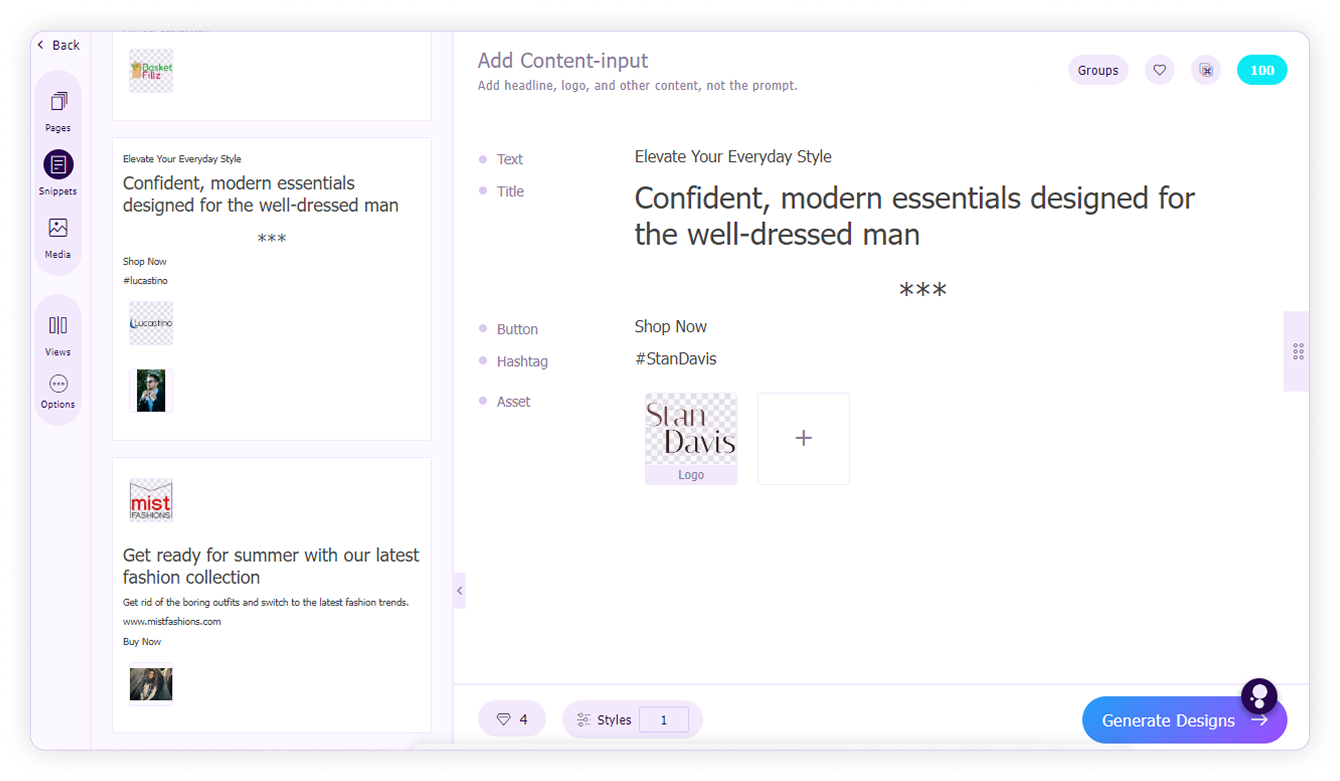 Back
Pages
Snippets
Media
Views
Options
Basket
Fillz
Elevate Your Everyday Style
Confident, modern essentials
designed for the well-dressed man
***
Shop Now
#lucastino
Lucastino
mist
FASHIONS
Get ready for summer with our latest
fashion collection
Get rid of the boring outfits and switch to the latest fashion trends.
www.mistfashions.com
Buy Now
Add Content-input
Add headline, logo, and other content, not the prompt.
Groups
100
Text
Elevate Your Everyday Style
Title
Confident, modern essentials designed for
the well-dressed man
***
Button
Shop Now
Hashtag
#StanDavis
Asset
Stan
Davis
Logo
4
Styles
1
Generate Designs